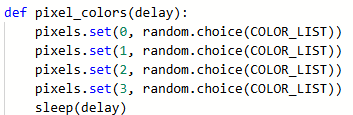 def pixel_colors(delay):
    pixels.set(0, random.choice(COLOR_LIST))
    pixels.set(1, random.choice(COLOR_LIST))
    pixels.set(2, random.choice(COLOR_LIST))
    pixels.set(3, random.choice(COLOR_LIST))
    sleep(delay)